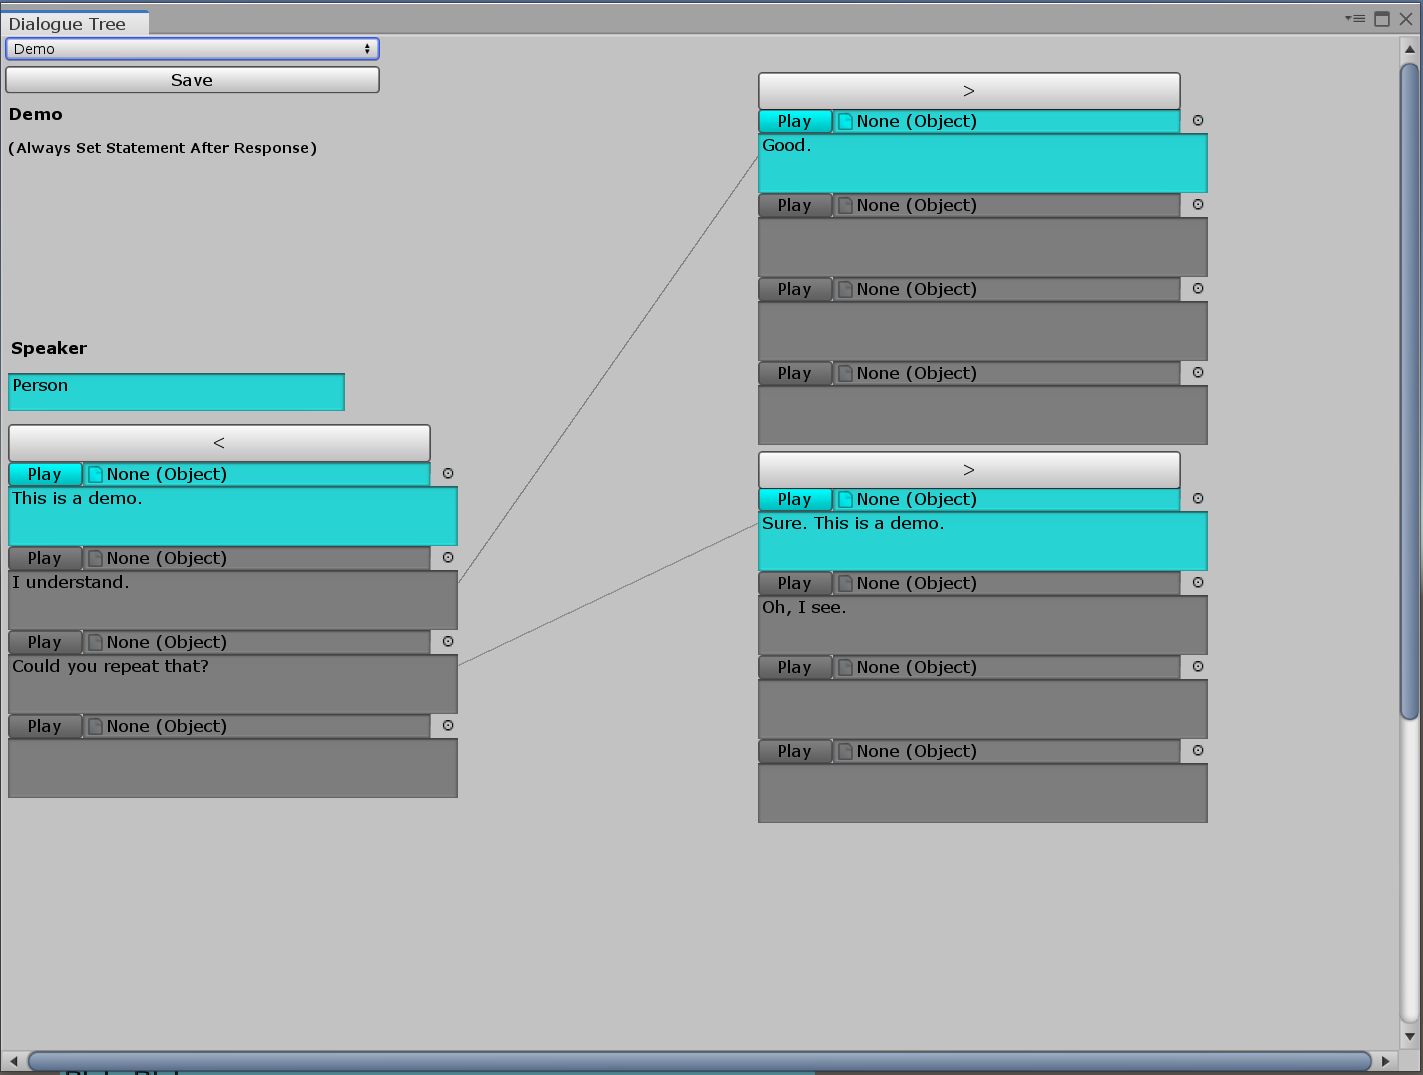 Dialogue Tree
Demo
Save
Demo
(Always Set Statement After Response)
Speaker
Person
<
Play None (Object)
This is a demo.
Play None (Object)
I understand.
Play None (Object)
Could you repeat that?
Play None (Object)
>
Play None (Object)
Good.
Play None (Object)
Play None (Object)
Play None (Object)
>
Play None (Object)
Sure. This is a demo.
Play None (Object)
Oh, I see.
Play None (Object)
Play None (Object)